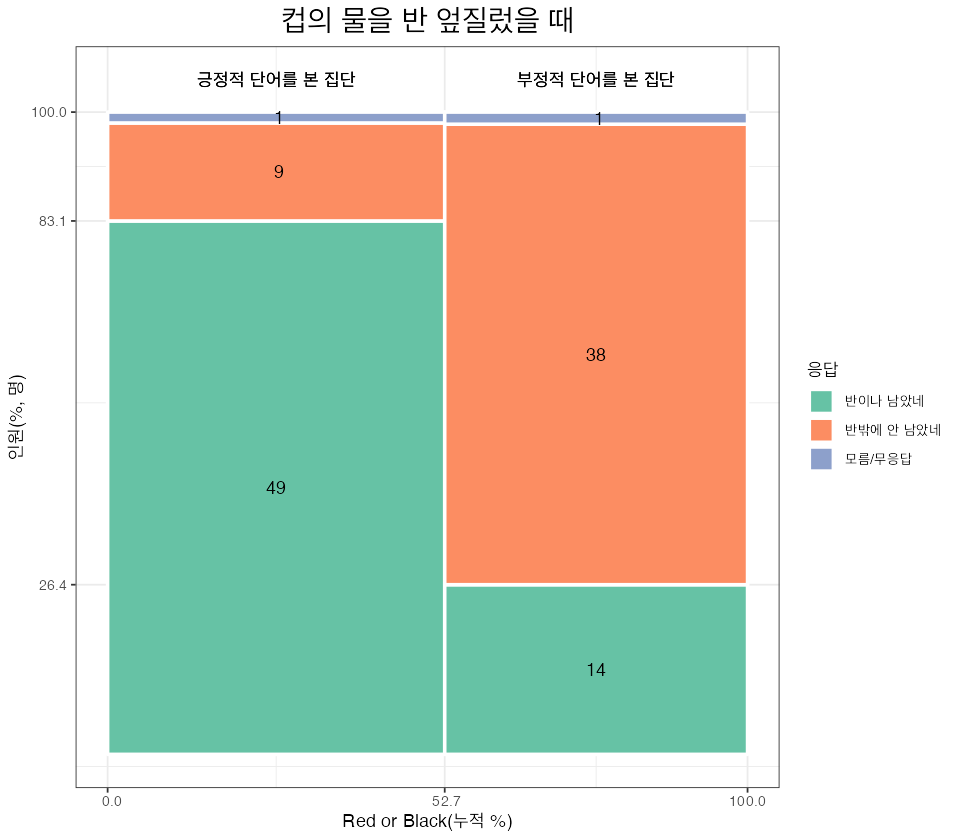 컵의 물을 반 엎질렀을 때
긍정적 단어를 본 집단
부정적 단어를 본 집단
100.0
83.1
26.4
1
1
9
38
49
14
인원(%, 명)
0.0
52.7
100.0
Red or Black(누적 %)
응답
반이나 남았네
반밖에 안 남았네
모름/무응답